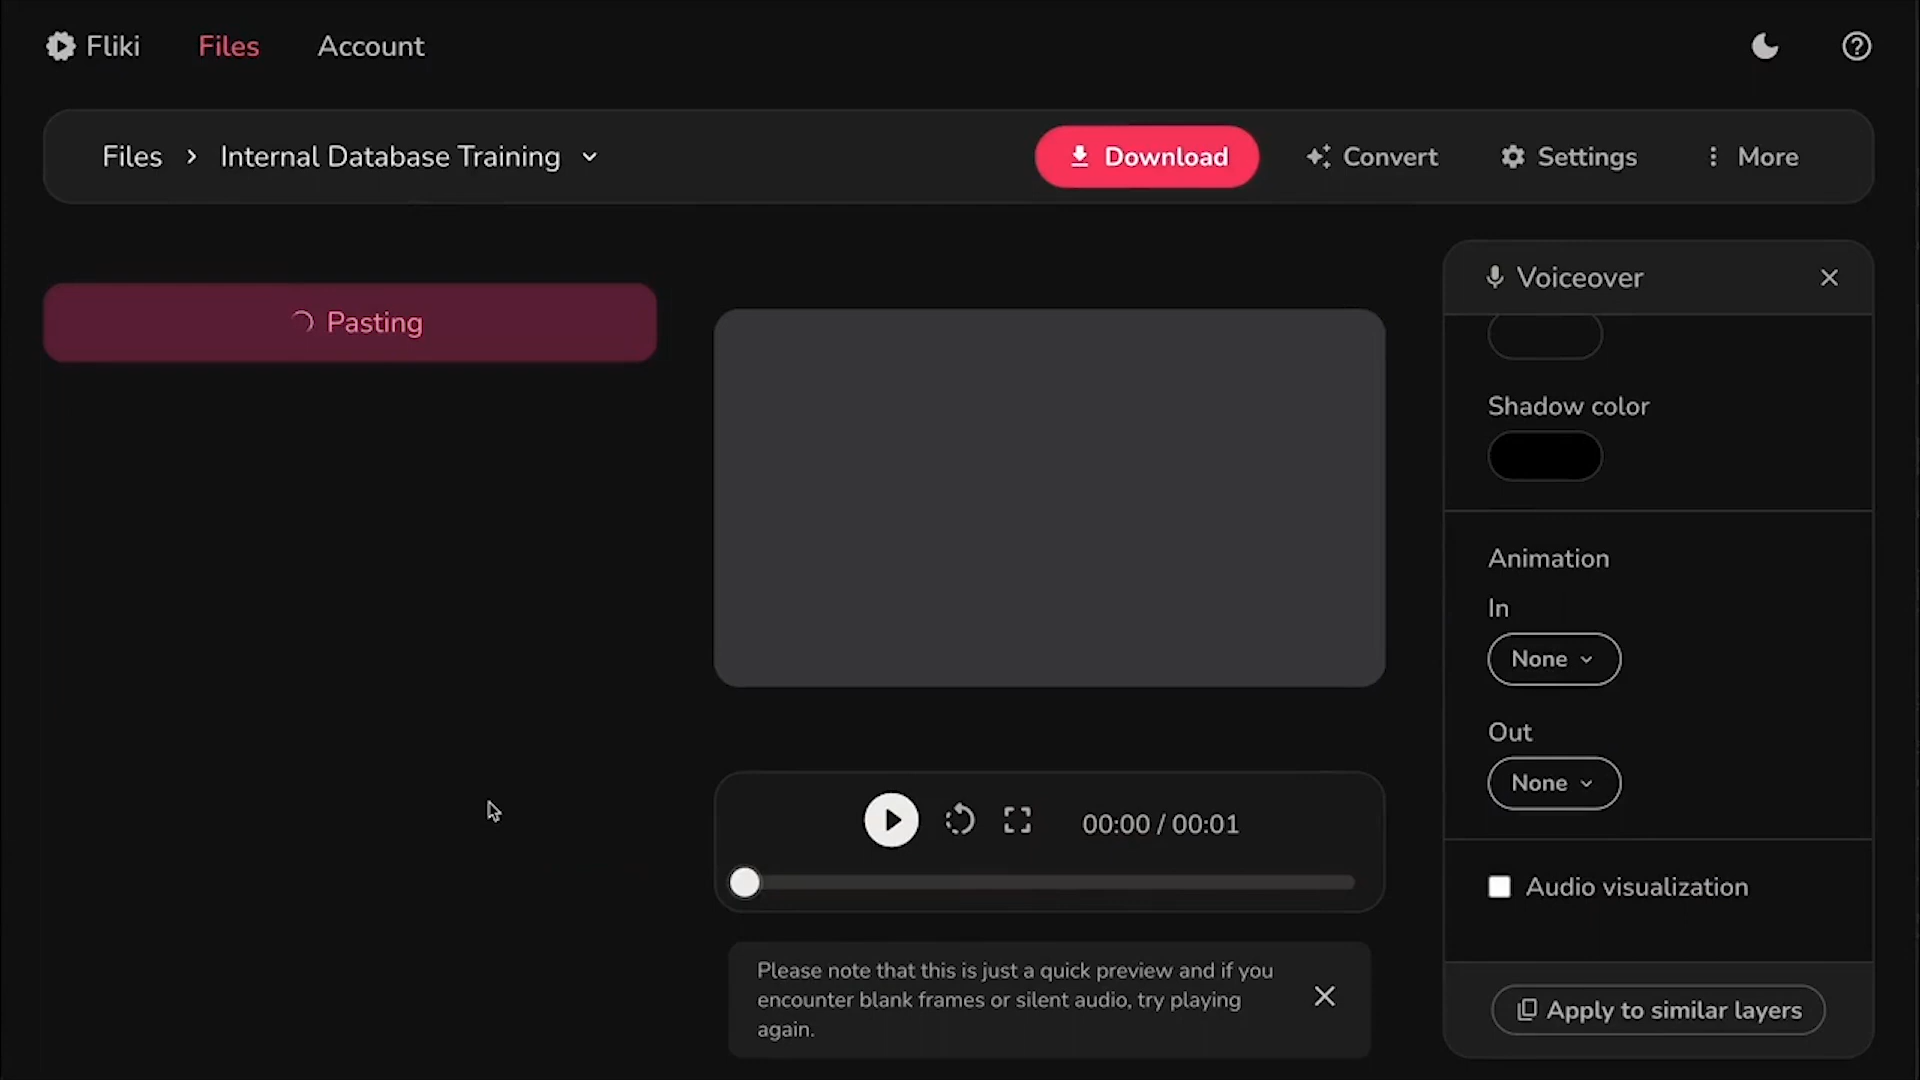 Fliki
Files
Account
Files
Internal Database Training
Download
Convert
Settings
More
Pasting
Voiceover
Shadow color
Animation
In
None
Out
None
00:00 / 00:01
Audio visualization
Please note that this is just a quick preview and if you
encounter blank frames or silent audio, try playing
again.
Apply to similar layers